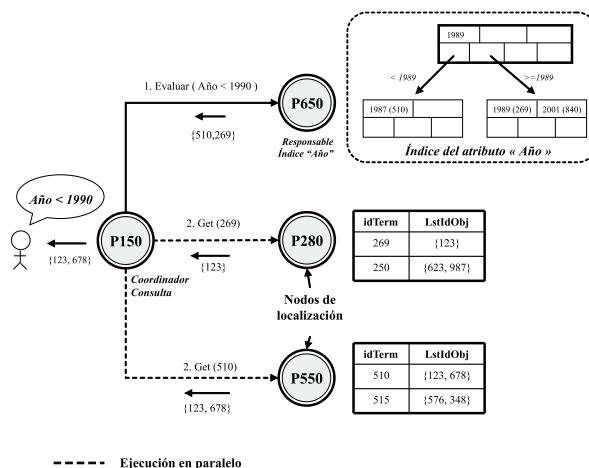 1989
< 1989
>=1989
1987 (510)
1989 (269)
2001 (840)
Índice del atributo « Año »
1. Evaluar ( Año < 1990 )
P650
{510,269}
Responsable
Índice “Año”
Año < 1990
P150
{123, 678}
Coordinador
Consulta
2. Get (269)
{123}
P280
idTerm LstIdObj
269 {123}
250 {623, 987}
Nodos de
localización
2. Get (510)
{123, 678}
P550
idTerm LstIdObj
510 {123, 678}
515 {576, 348}
Ejecución en paralelo